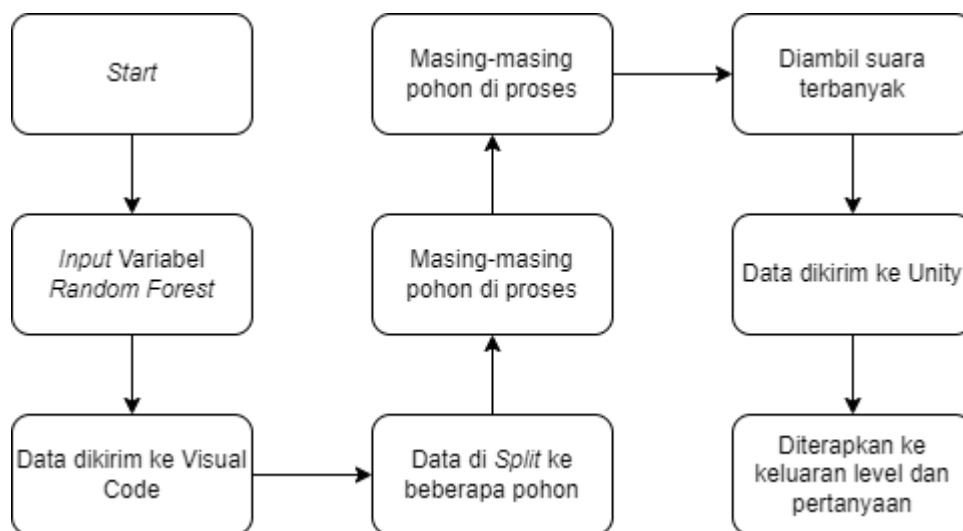 Start
Input Variabel
Random Forest
Data dikirim ke Visual
Code
Data di Split ke
beberapa pohon
Masing-masing
pohon di proses
Masing-masing
pohon di proses
Diambil suara
terbanyak
Data dikirim ke Unity
Diterapkan ke
keluaran level dan
pertanyaan